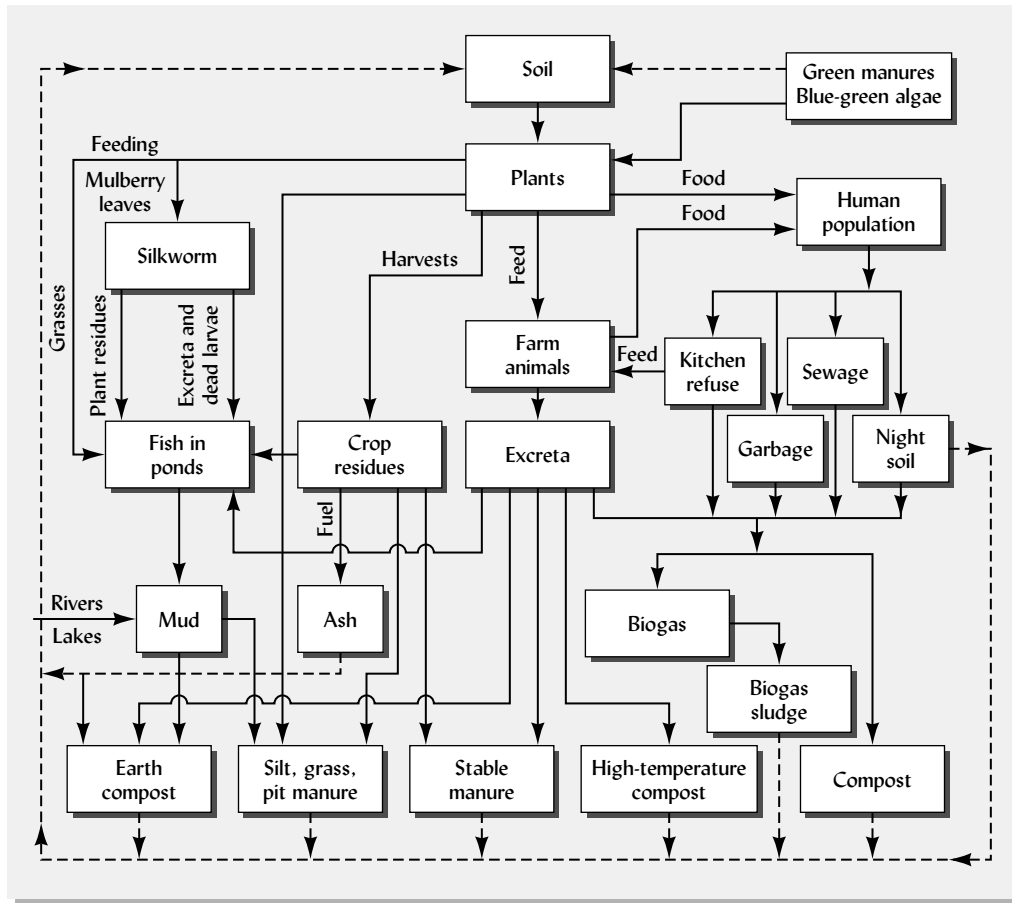 Soil
Green manures
Blue-green algae
Feeding
Plants
Food
Mulberry
leaves
Human
population
Food
Silkworm
Harvests
Feed
Grasses
Plant residues
Excreta and
dead larvae
Farm
animals
Feed
Kitchen
refuse
Sewage
Fish in
ponds
Crop
residues
Excreta
Garbage
Night
soil
Fuel
Rivers
Lakes
Mud
Ash
Biogas
Biogas
sludge
Earth
compost
Silt, grass,
pit manure
Stable
manure
High-temperature
compost
Compost